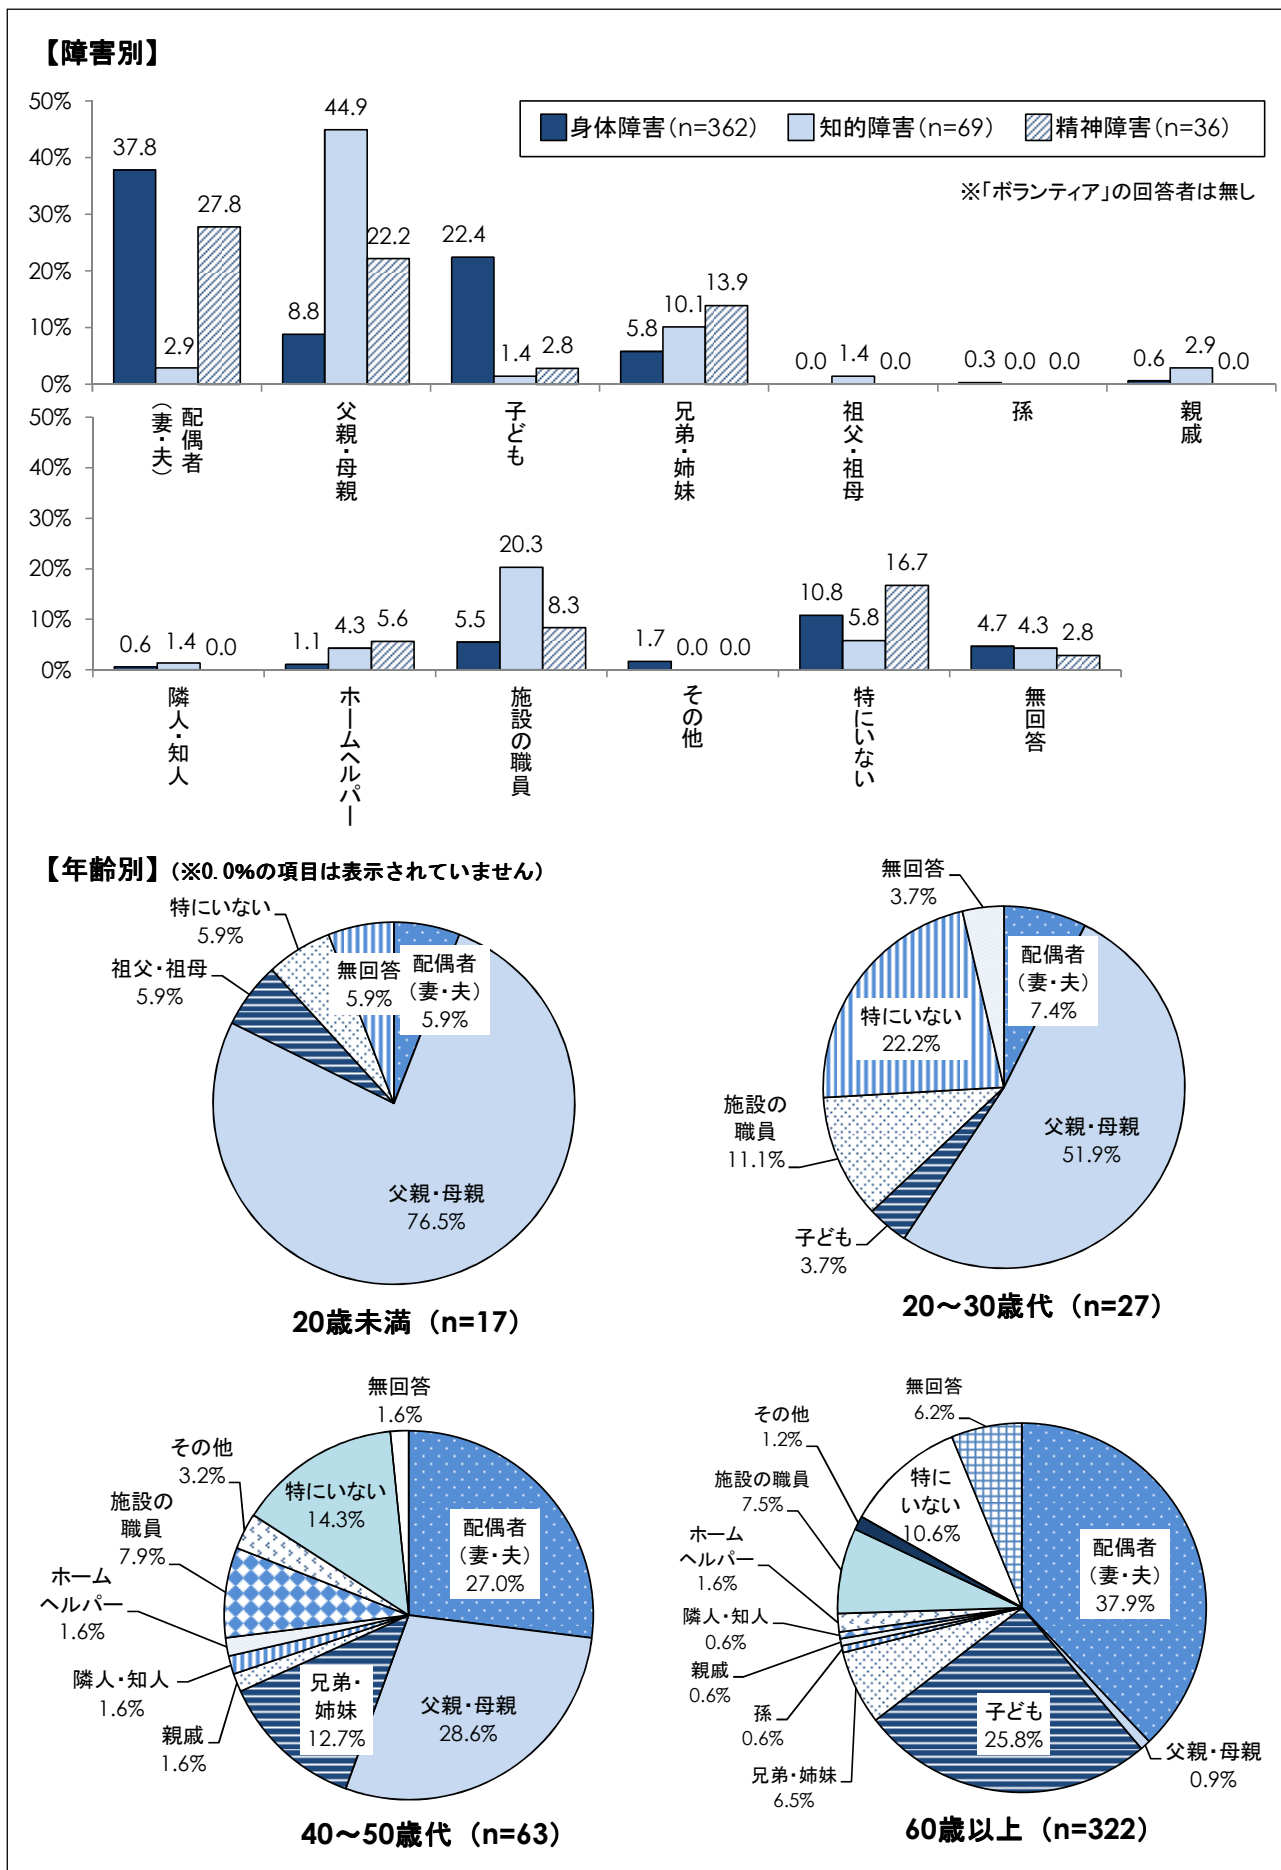 【障害別】
50%
40%
30%
20%
10%
0%
身体障害(n=362)
知的障害(n=69)
精神障害(n=36)
※「ボランティア」の回答者は無し
37.8
2.9
27.8
8.8
44.9
22.2
22.4
1.4
2.8
5.8
10.1
13.9
0.0
1.4
0.0
0.3
0.0
0.0
0.6
2.9
0.0
配偶者
(妻・夫)
父親・母親
子ども
兄弟・姉妹
祖父・祖母
孫
親戚
50%
40%
30%
20%
10%
0%
0.6
1.4
0.0
1.1
4.3
5.6
5.5
20.3
8.3
1.7
0.0
0.0
10.8
5.8
16.7
4.7
4.3
2.8
隣人・知人
ホームヘルパー
施設の職員
その他
特にいない
無回答
【年齢別】(※0.0%の項目は表示されていません)
特にいない
5.9%
祖父・祖母
5.9%
無回答
5.9%
配偶者
(妻・夫)
5.9%
父親・母親
76.5%
20歳未満 (n=17)
無回答
3.7%
配偶者
(妻・夫)
7.4%
特にいない
22.2%
施設の
職員
11.1%
父親・母親
51.9%
子ども
3.7%
20～30歳代 (n=27)
無回答
1.6%
その他
3.2%
特にいない
14.3%
施設の
職員
7.9%
配偶者
(妻・夫)
27.0%
ホーム
ヘルパー
1.6%
隣人・知人
1.6%
親戚
1.6%
兄弟・
姉妹
12.7%
父親・母親
28.6%
40～50歳代 (n=63)
無回答
6.2%
その他
1.2%
特に
いない
10.6%
施設の職員
7.5%
ホーム
ヘルパー
1.6%
配偶者
(妻・夫)
37.9%
隣人・知人
0.6%
親戚
0.6%
孫
0.6%
兄弟・姉妹
6.5%
子ども
25.8%
父親・母親
0.9%
60歳以上 (n=322)